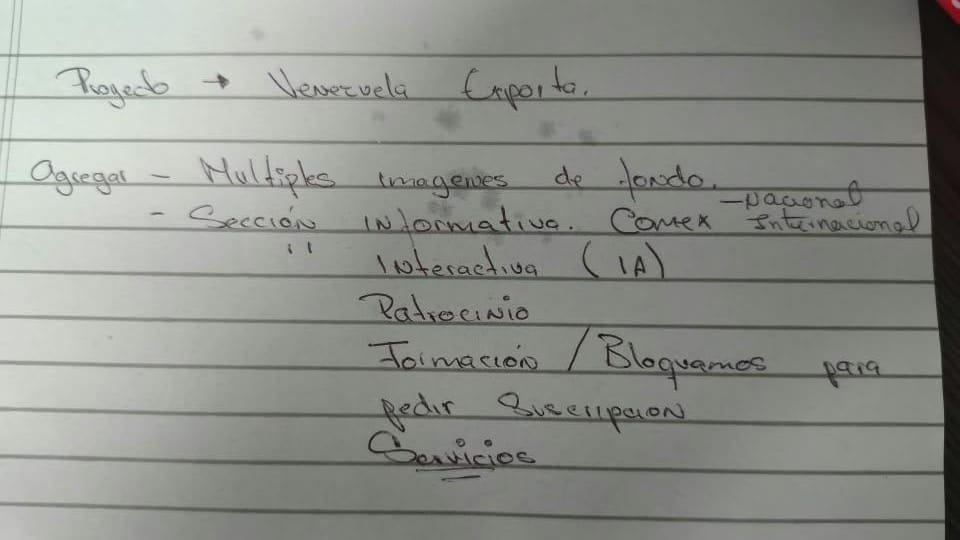 Proyecto → Venezuela Exporta.
Agregar - Multiples imagenes de fondo.
- Nacional
- Sección informativa. Comex Internacional
" Interactiva (IA)
Patrocinio
Formación / Bloquamos para
pedir Suscripcion
Servicios